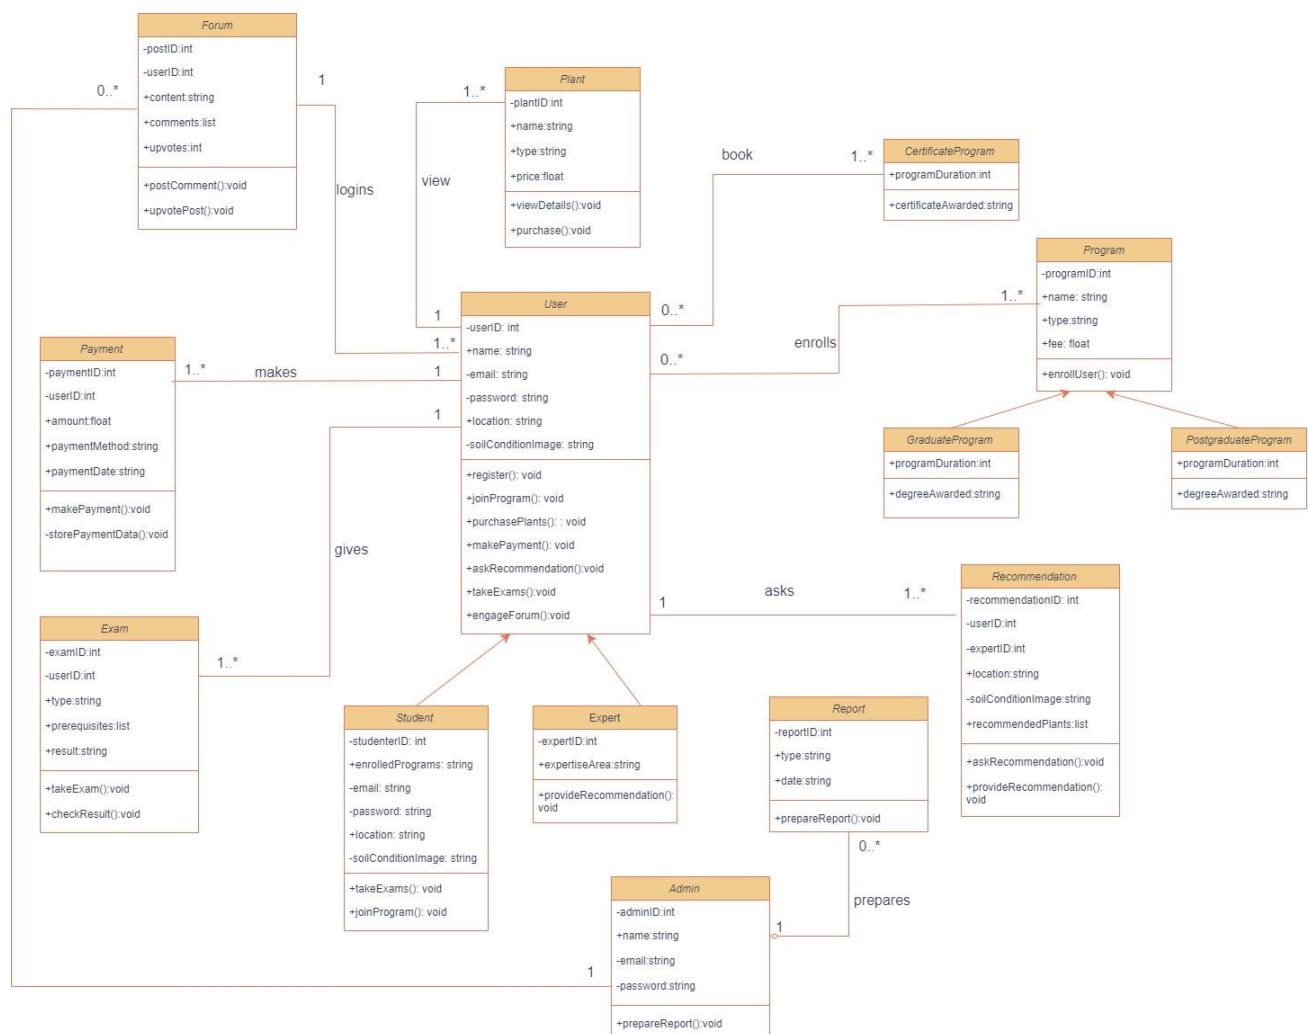 Forum
-postID:int
-userID:int
+content:string
+comments:list
+upvotes:int
+postComment():void
+upvotePost():void
0..*
1
logins
Plant
-plantID:int
+name:string
+type:string
+price:float
+viewDetails():void
+purchase():void
1..*
view
1
book
1..*
0..*
CertificateProgram
+programDuration:int
+certificateAwarded:string
Program
-programID:int
+name: string
+type:string
+fee: float
+enrollUser(): void
1..*
enrolls
0..*
GraduateProgram
+programDuration:int
+degreeAwarded:string
PostgraduateProgram
+programDuration:int
+degreeAwarded:string
User
-userID: int
+name: string
-email: string
-password: string
+location: string
-soilConditionImage: string
+register(): void
+joinProgram(): void
+purchasePlants(): : void
+makePayment(): void
+askRecommendation():void
+takeExams():void
+engageForum():void
1..*
1
1
Payment
-paymentID:int
-userID:int
+amount:float
+paymentMethod:string
+paymentDate:string
+makePayment():void
-storePaymentData():void
1..*
makes
gives
Exam
-examID:int
-userID:int
+type:string
+prerequisites:list
+result:string
+takeExam():void
+checkResult():void
1..*
1
asks
1..*
Recommendation
-recommendationID: int
-userID:int
-expertID:int
+location:string
-soilConditionImage:string
+recommendedPlants:list
+askRecommendation():void
+provideRecommendation():
void
Student
-studenterID: int
+enrolledPrograms: string
-email: string
-password: string
+location: string
-soilConditionImage: string
+takeExams(): void
+joinProgram(): void
Expert
-expertID:int
+expertiseArea:string
+provideRecommendation():
void
Report
-reportID:int
+type:string
+date:string
+prepareReport():void
0..*
prepares
1
Admin
-adminID:int
+name:string
-email:string
-password:string
+prepareReport():void
1